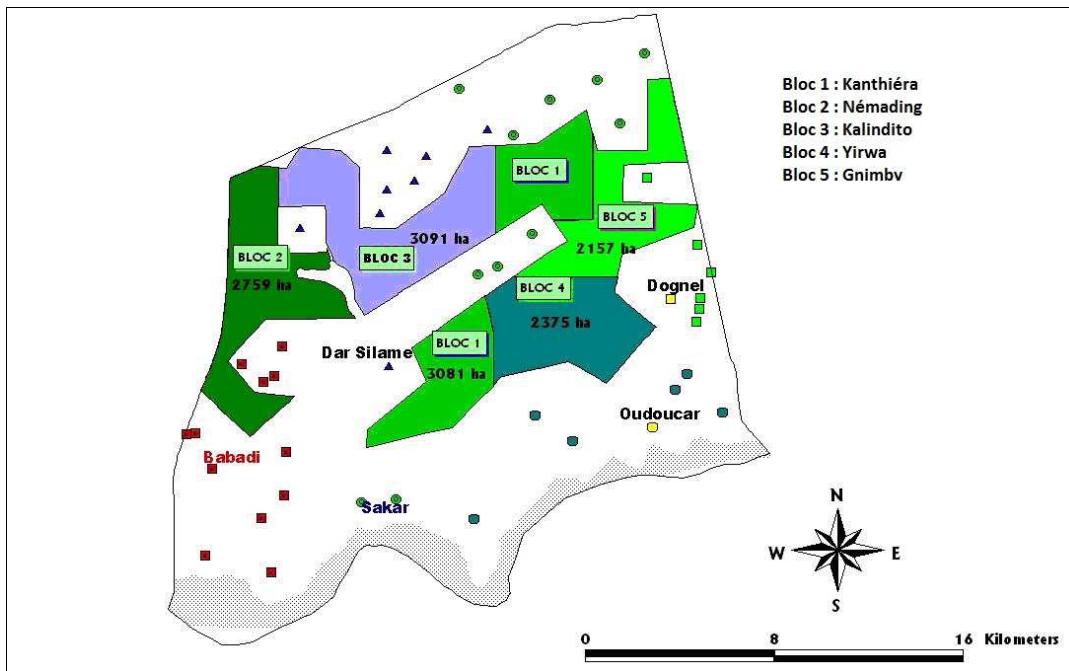 Bloc 1 : Kanthiéra
Bloc 2 : Némading
Bloc 3 : Kalindito
Bloc 4 : Yirwa
Bloc 5 : Gnimbv
BLOC 1
BLOC 5
3091 ha
2157 ha
BLOC 2
BLOC 3
2759 ha
BLOC 4
Dognel
2375 ha
BLOC 1
Dar Silame
3081 ha
Oudoucar
Babadi
Sakar
N
W
E
S
0 8 16 Kilometers